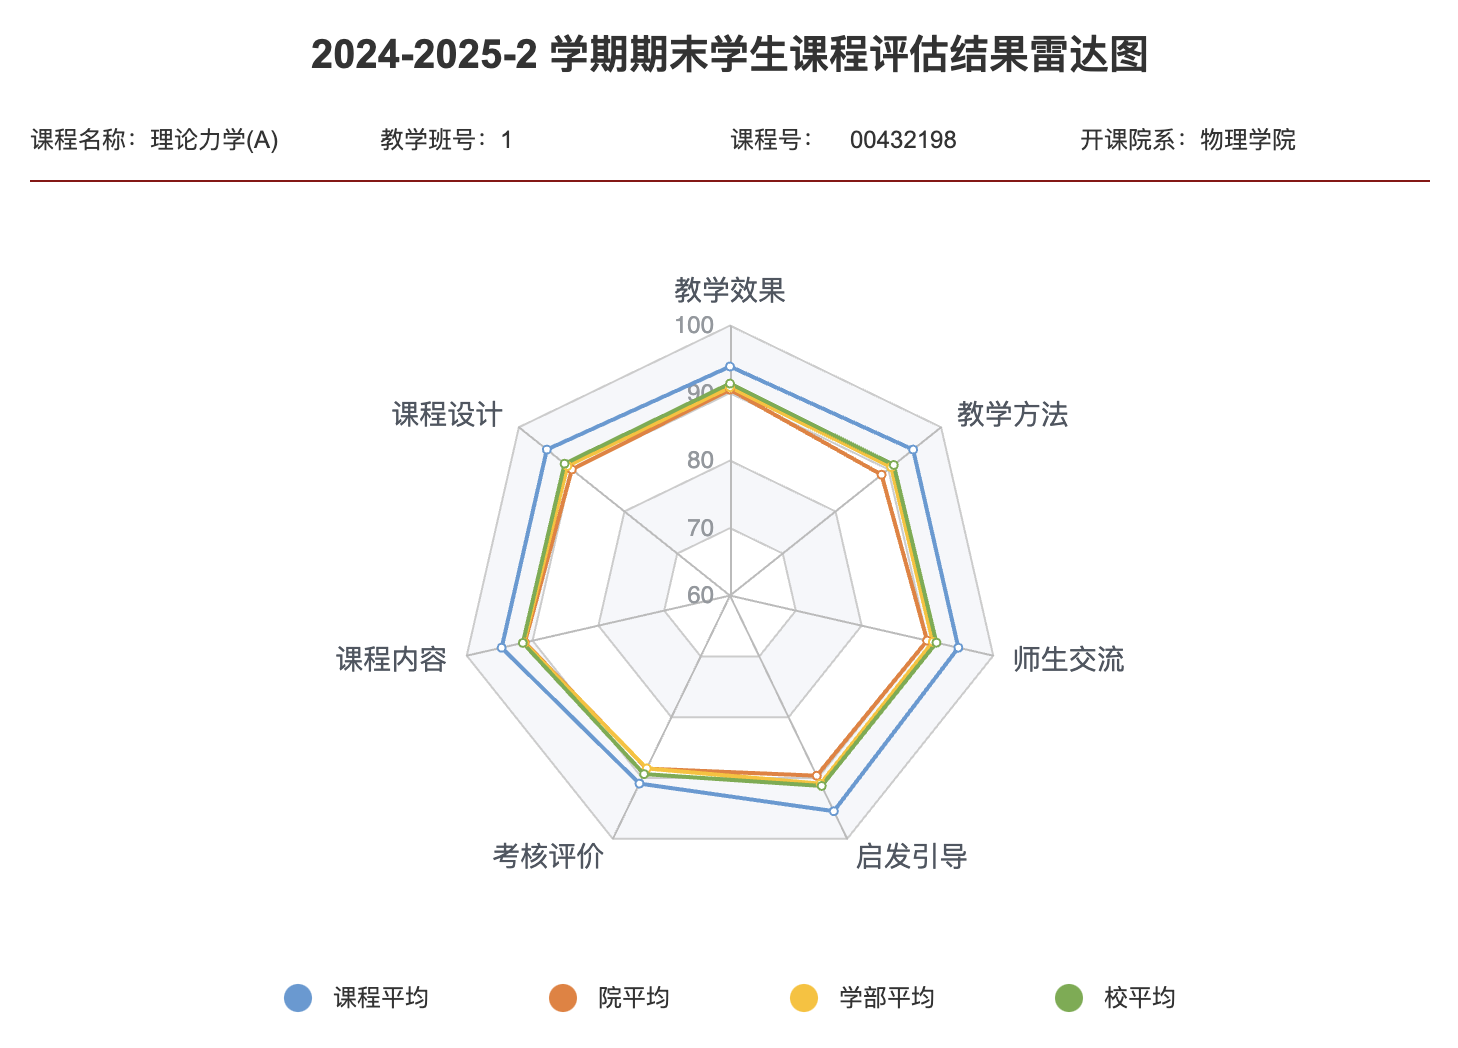 2024-2025-2 学期期末学生课程评估结果雷达图
课程名称：理论力学(A) 教学班号：1 课程号： 00432198 开课院系：物理学院
教学效果
100
90
课程设计
教学方法
80
70
60
课程内容
师生交流
考核评价
启发引导
课程平均 院平均 学部平均 校平均